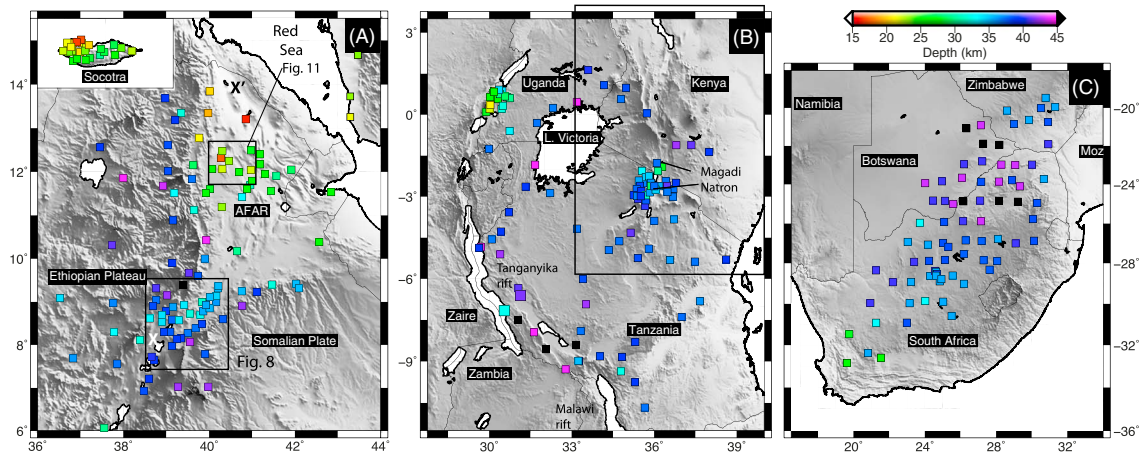 (A)
Red
Sea
Fig. 11
Socotra
'X'
AFAR
Ethiopian Plateau
Somalian Plate
Fig. 8
14°
12°
10°
8°
6°
36°
38°
40°
42°
44°
(B)
Uganda
Kenya
L. Victoria
Magadi
Natron
Tanganyika
rift
Zaire
Tanzania
Zambia
Malawi
rift
3°
0°
−3°
−6°
−9°
30°
33°
36°
39°
15 20 25 30 35 40 45
Depth (km)
(C)
Zimbabwe
Namibia
Botswana
Moz
South Africa
−20°
−24°
−28°
−32°
−36°
20°
24°
28°
32°